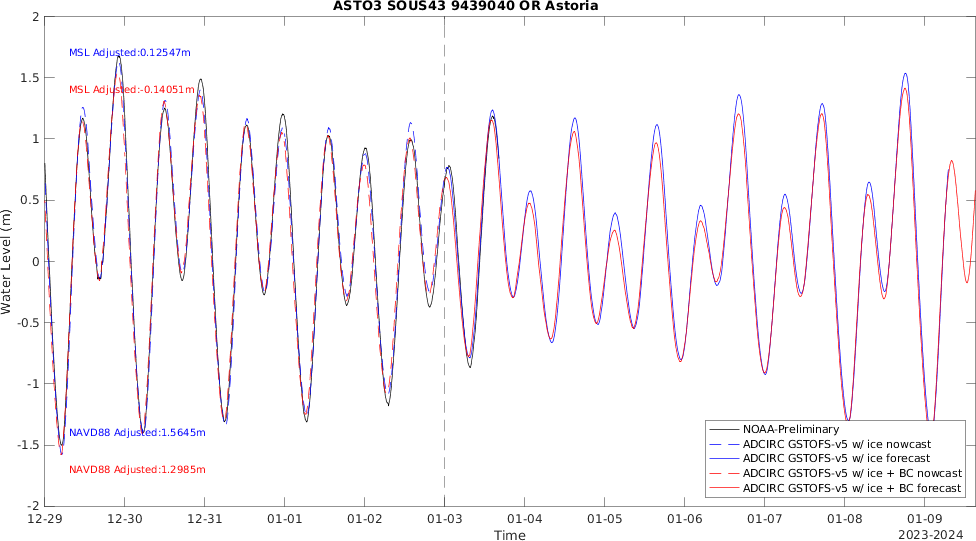 ASTO3 SOUS43 9439040 OR Astoria
2
1.5
1
0.5
0
-0.5
-1
-1.5
-2
Water Level (m)
MSL Adjusted:0.12547m
MSL Adjusted:-0.14051m
NAVD88 Adjusted:1.5645m
NAVD88 Adjusted:1.2985m
NOAA-Preliminary
ADCIRC GSTOFS-v5 w/ ice nowcast
ADCIRC GSTOFS-v5 w/ ice forecast
ADCIRC GSTOFS-v5 w/ ice + BC nowcast
ADCIRC GSTOFS-v5 w/ ice + BC forecast
12-29 12-30 12-31 01-01 01-02 01-03 01-04 01-05 01-06 01-07 01-08 01-09
Time
2023-2024